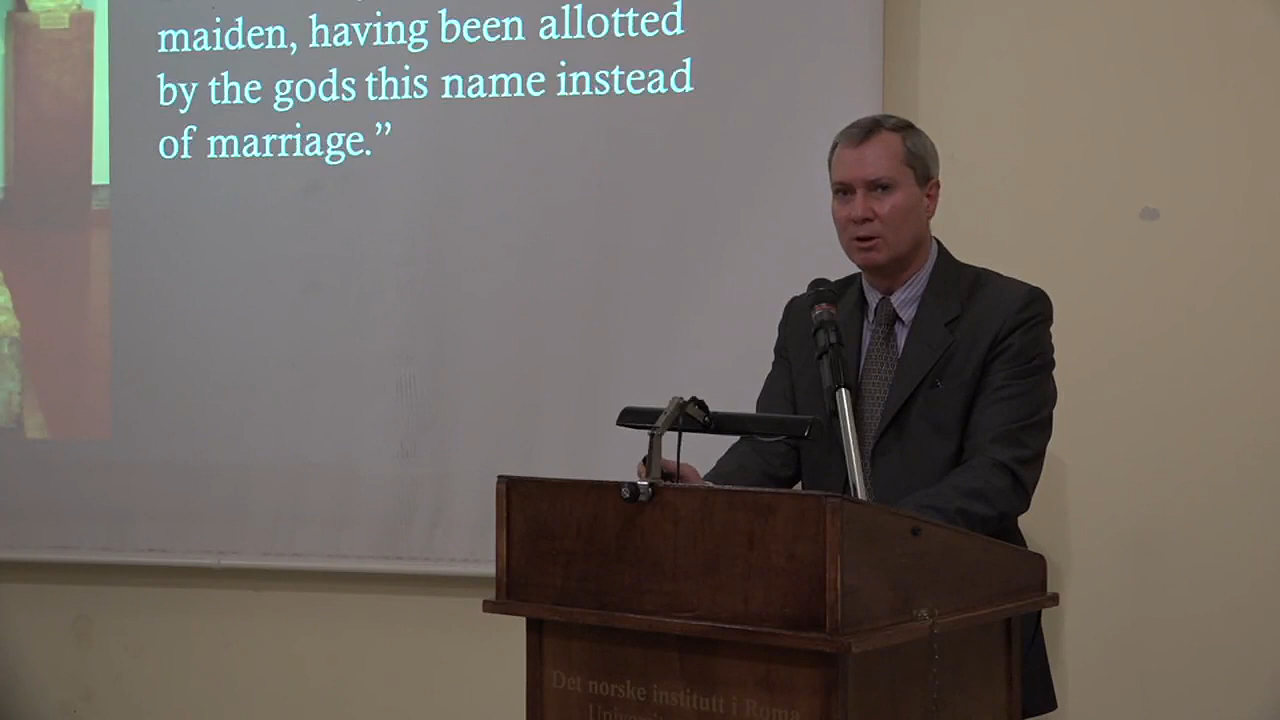 maiden, having been allotted
by the gods this name instead
of marriage.”
Det norske institutt i Roma